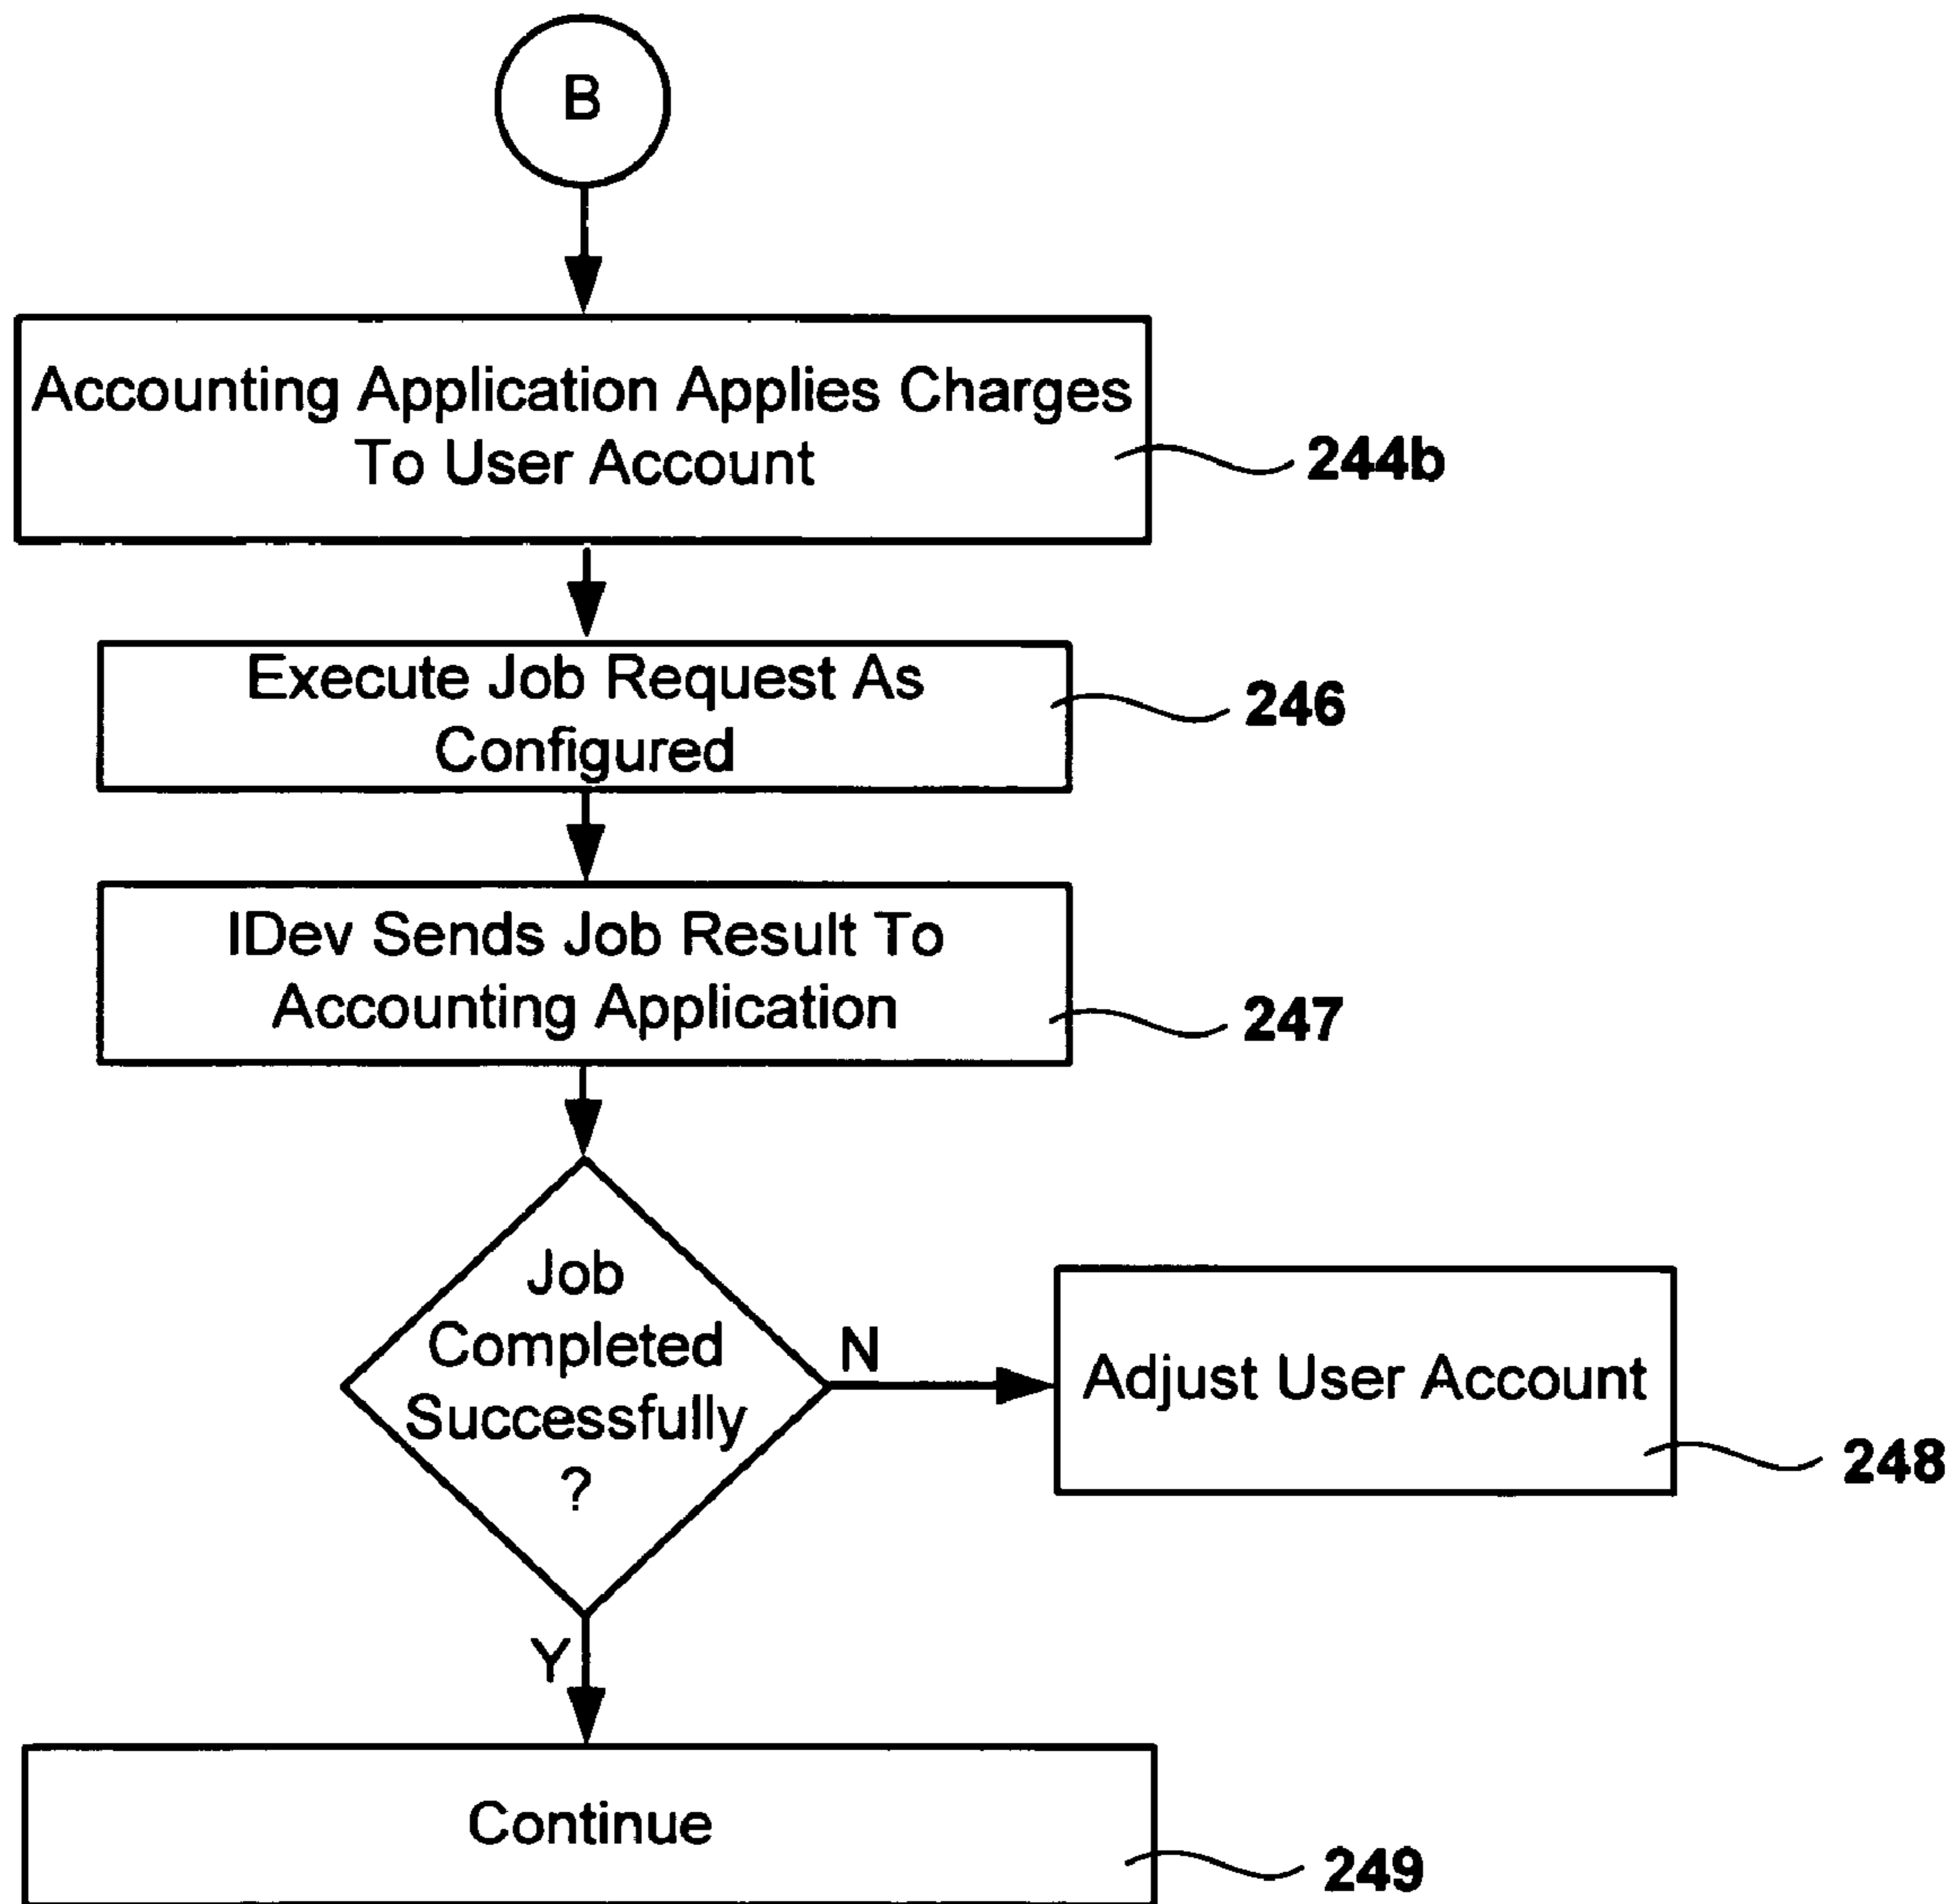 B
Accounting Application Applies Charges
To User Account
244b
Execute Job Request As
Configured
246
IDev Sends Job Result To
Accounting Application
247
Job
Completed
Successfully
?
N
Adjust User Account
248
Y
Continue
249